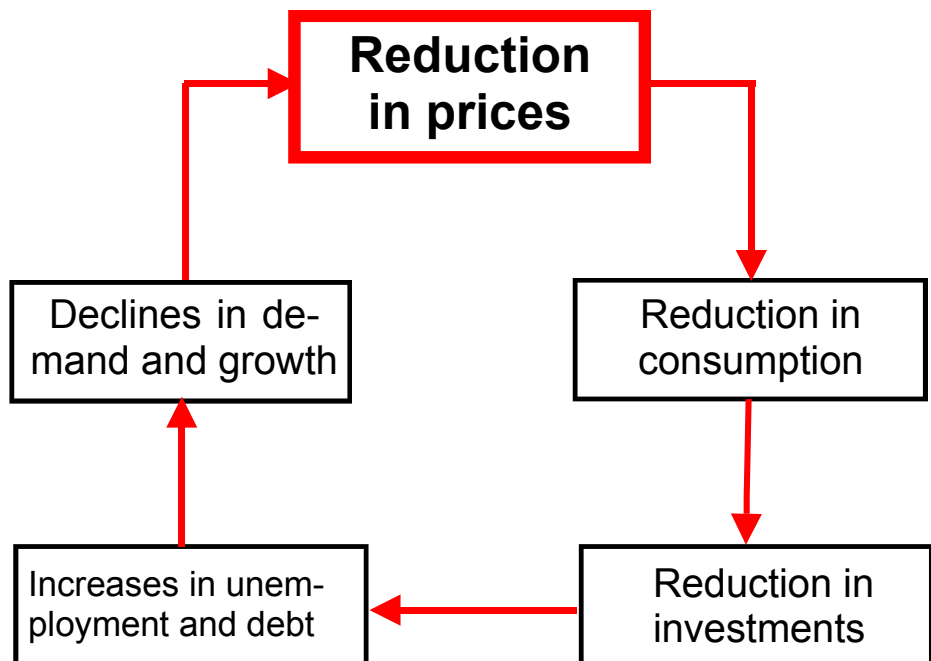 Reduction
in prices
Declines in de-
mand and growth
Reduction in
consumption
Increases in unem-
ployment and debt
Reduction in
investments